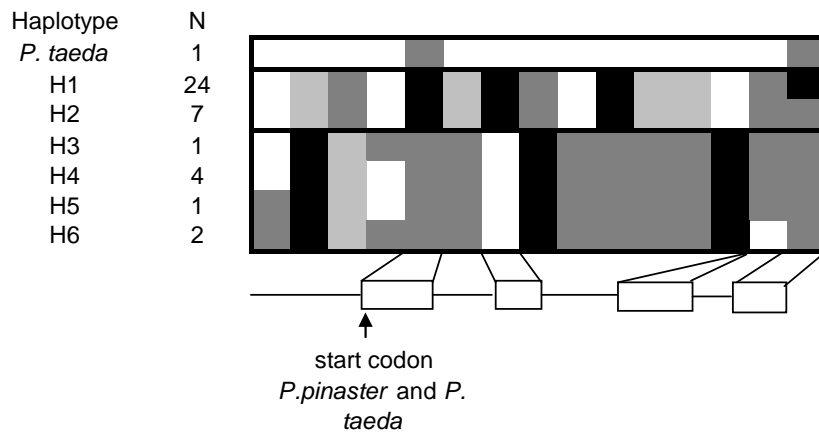 Haplotype N
P. taeda 1
H1 24
H2 7
H3 1
H4 4
H5 1
H6 2
start codon
P.pinaster and P.
taeda